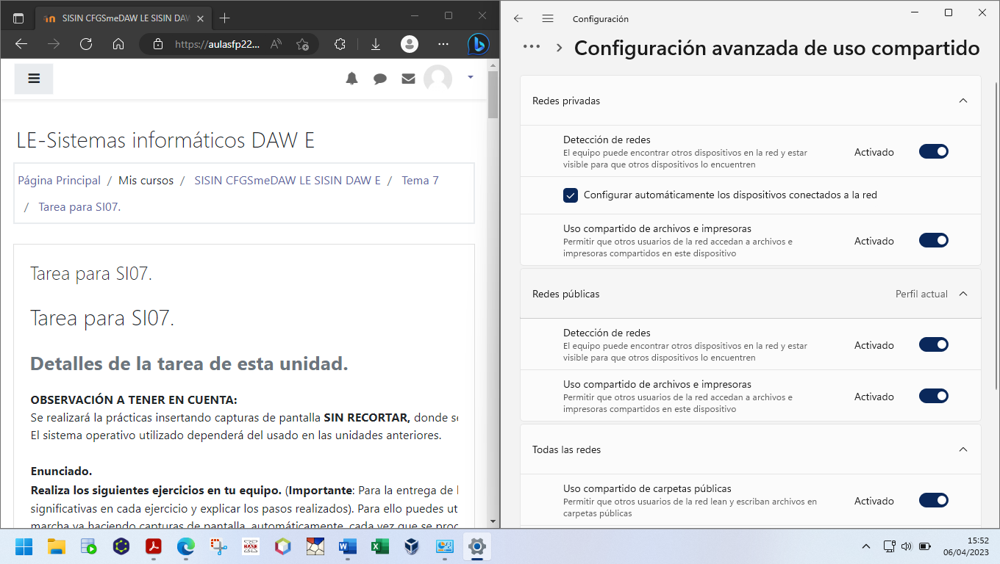 SISIN CFGSmeDAW LE SISIN DAW
https://aulasfp22...
LE-Sistemas informáticos DAW E
Página Principal / Mis cursos / SISIN CFGSmeDAW LE SISIN DAW E / Tema 7
/ Tarea para SI07.
Tarea para SI07.
Tarea para SI07.
Detalles de la tarea de esta unidad.
OBSERVACIÓN A TENER EN CUENTA:
Se realizará la prácticas insertando capturas de pantalla SIN RECORTAR, donde
El sistema operativo utilizado dependerá del usado en las unidades anteriores.
Enunciado.
Realiza los siguientes ejercicios en tu equipo. (Importante: Para la entrega de
significativas en cada ejercicio y explicar los pasos realizados). Para ello puedes ut
marcha va haciendo capturas de pantalla, automáticamente, cada vez que se
Configuración
... > Configuración avanzada de uso compartido
Redes privadas
Detección de redes
El equipo puede encontrar otros dispositivos en la red y estar
visible para que otros dispositivos lo encuentren
Activado
Configurar automáticamente los dispositivos conectados a la red
Uso compartido de archivos e impresoras
Permitir que otros usuarios de la red accedan a archivos e
impresoras compartidos en este dispositivo
Activado
Redes públicas
Perfil actual
Detección de redes
El equipo puede encontrar otros dispositivos en la red y estar
visible para que otros dispositivos lo encuentren
Activado
Uso compartido de archivos e impresoras
Permitir que otros usuarios de la red accedan a archivos e
impresoras compartidos en este dispositivo
Activado
Todas las redes
Uso compartido de carpetas públicas
Permitir que otros usuarios de la red lean y escriban archivos en
carpetas públicas
Activado
15:52
06/04/2023